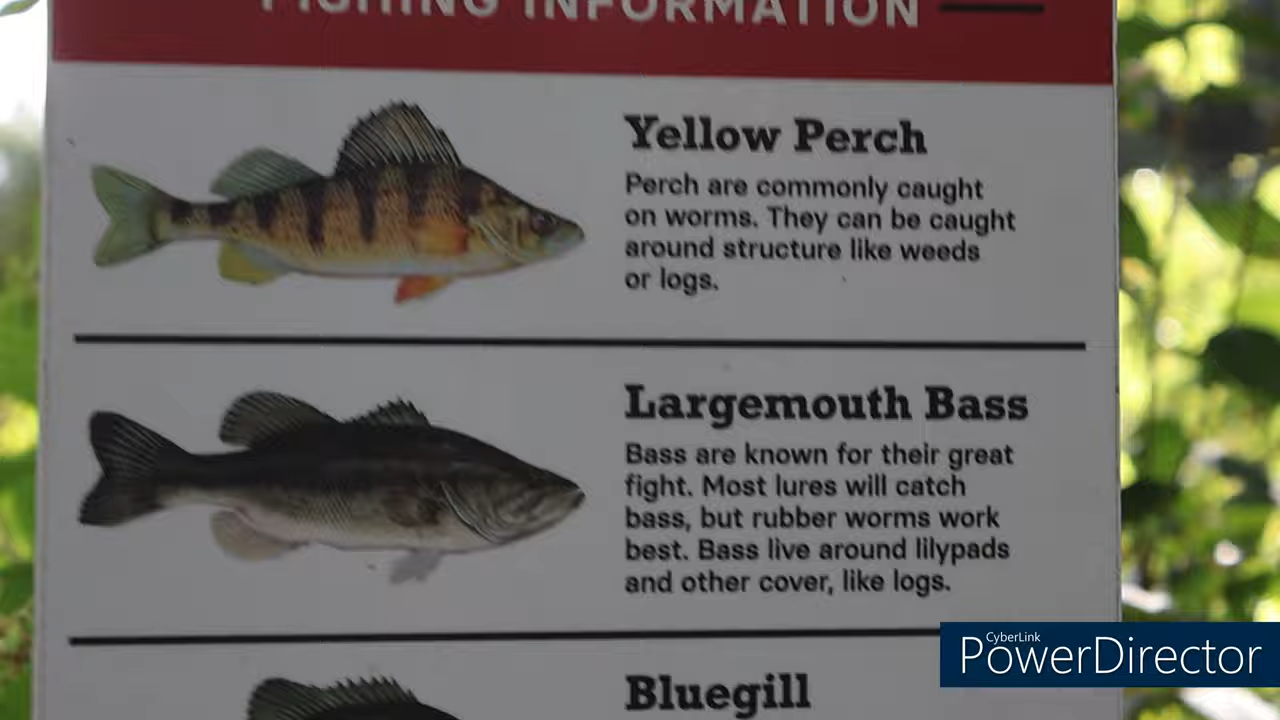 FISHING INFORMATION
Yellow Perch
Perch are commonly caught
on worms. They can be caught
around structure like weeds
or logs.
Largemouth Bass
Bass are known for their great
fight. Most lures will catch
bass, but rubber worms work
best. Bass live around lilypads
and other cover, like logs.
Bluegill
CyberLink
PowerDirector